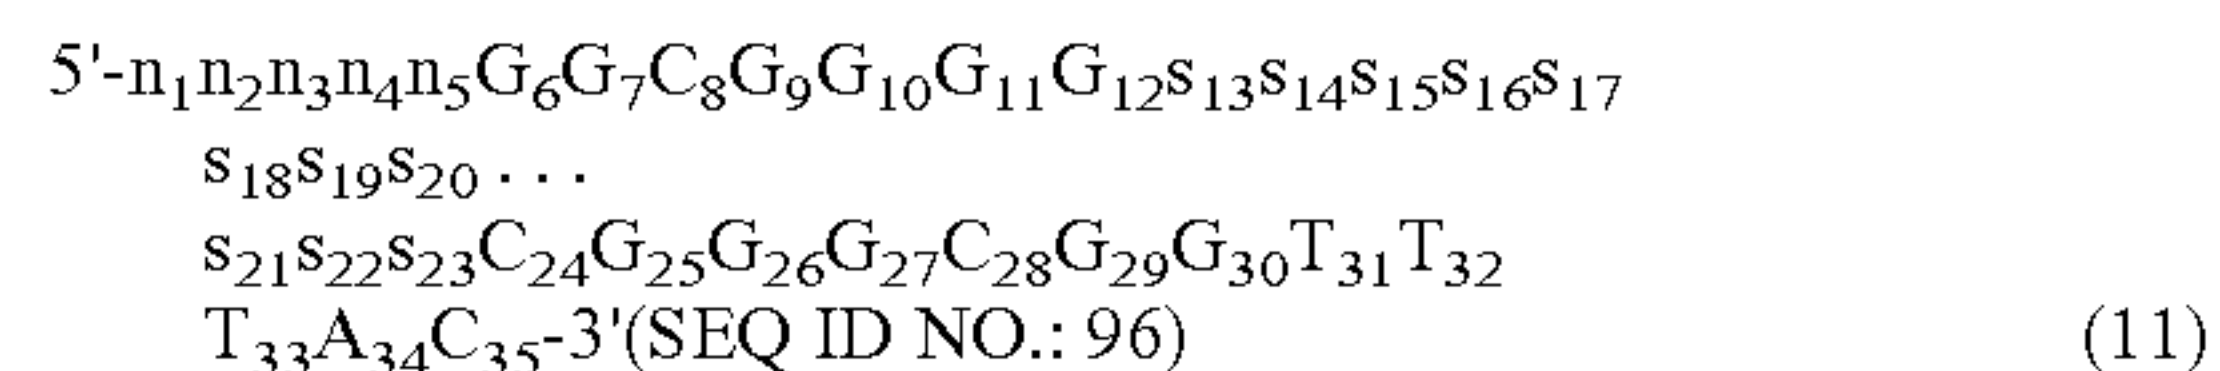 5'-n₁n₂n₃n₄n₅G₆G₇C₈G₉G₁₀G₁₁G₁₂s₁₃s₁₄s₁₅s₁₆s₁₇
s₁₈s₁₉s₂₀ . . .
s₂₁s₂₂s₂₃C₂₄G₂₅G₂₆G₂₇C₂₈G₂₉G₃₀T₃₁T₃₂
T₃₃A₃₄C₃₅-3'(SEQ ID NO.: 96) (11)